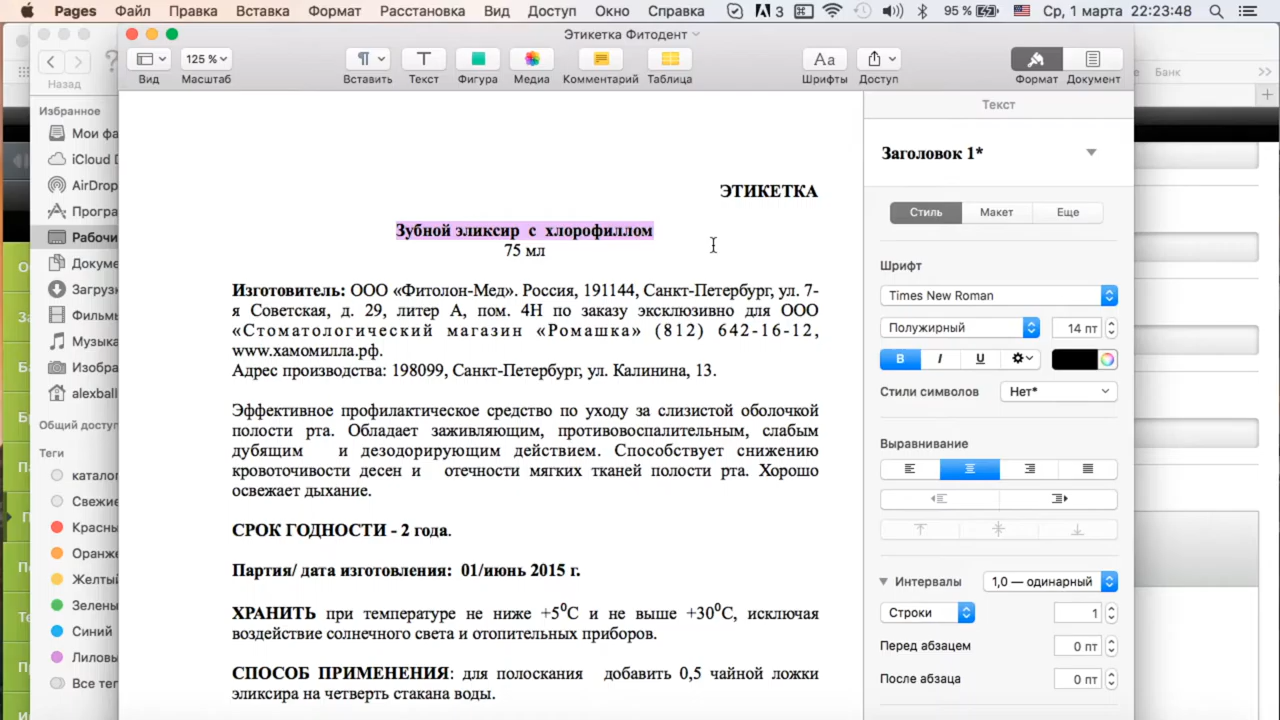 Pages Файл Правка Вставка Формат Расстановка Вид Доступ Окно Справка 3 95 % Ср, 1 марта 22:23:48
Этикетка Фитодент
125 %
Aa
Назад Вид Масштаб Вставить Текст Фигура Медиа Комментарий Таблица Шрифты Доступ Формат Документ
Банк
Избранное
Мои фа
iCloud D
AirDrop
Програ
Рабочи
Докуме
Загруз
Фильмы
Музыка
Изобра
alexball
Общий доступ
Теги
каталог
Свежие
Красны
Оранже
Желтый
Зелены
Синий
Лиловы
Все тег
ЭТИКЕТКА
Зубной эликсир с хлорофиллом
75 мл
Изготовитель: ООО «Фитолон-Мед». Россия, 191144, Санкт-Петербург, ул. 7-
я Советская, д. 29, литер А, пом. 4Н по заказу эксклюзивно для ООО
«Стоматологический магазин «Ромашка» (812) 642-16-12,
www.хамомилла.рф.
Адрес производства: 198099, Санкт-Петербург, ул. Калинина, 13.
Эффективное профилактическое средство по уходу за слизистой оболочкой
полости рта. Обладает заживляющим, противовоспалительным, слабым
дубящим и дезодорирующим действием. Способствует снижению
кровоточивости десен и отечности мягких тканей полости рта. Хорошо
освежает дыхание.
СРОК ГОДНОСТИ - 2 года.
Партия/ дата изготовления: 01/июнь 2015 г.
ХРАНИТЬ при температуре не ниже +5⁰С и не выше +30⁰С, исключая
воздействие солнечного света и отопительных приборов.
СПОСОБ ПРИМЕНЕНИЯ: для полоскания добавить 0,5 чайной ложки
эликсира на четверть стакана воды.
Текст
Заголовок 1*
Стиль Макет Еще
Шрифт
Times New Roman
Полужирный 14 пт
B I U
Стили символов Нет*
Выравнивание
Интервалы 1,0 — одинарный
Строки 1
Перед абзацем 0 пт
После абзаца 0 пт